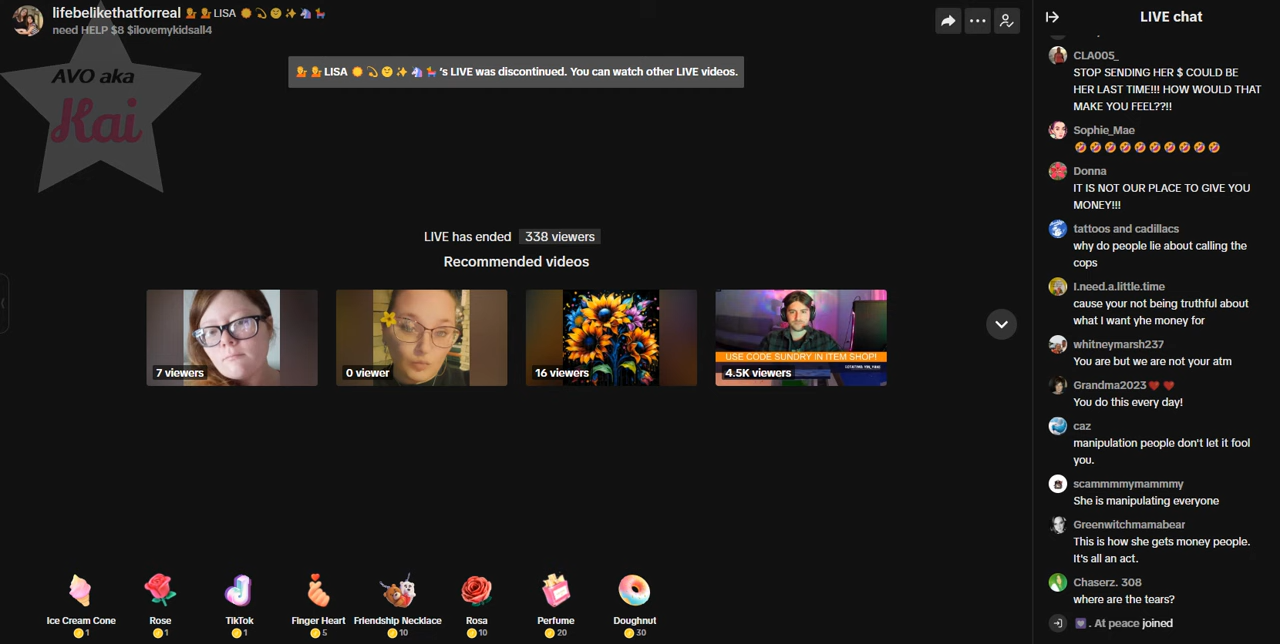 lifebelikethatforreal 💁 💁 LISA ☀️ 💫 🌝 ✨ 🦄 🎠
need HELP $8 $ilovemykidsall4
AVO aka
Kai
💁 💁 LISA ☀️ 💫 🌝 ✨ 🦄 🎠 's LIVE was discontinued. You can watch other LIVE videos.
LIVE has ended 338 viewers
Recommended videos
7 viewers
0 viewer
16 viewers
USE CODE SUNDRY IN ITEM SHOP!
4.5K viewers
Ice Cream Cone
1
Rose
1
TikTok
1
Finger Heart
5
Friendship Necklace
10
Rosa
10
Perfume
20
Doughnut
30
LIVE chat
CLA005_
STOP SENDING HER $ COULD BE
HER LAST TIME!!! HOW WOULD THAT
MAKE YOU FEEL??!!
Sophie_Mae
🤣🤣🤣🤣🤣🤣🤣🤣🤣🤣
Donna
IT IS NOT OUR PLACE TO GIVE YOU
MONEY!!!
tattoos and cadillacs
why do people lie about calling the
cops
I.need.a.little.time
cause your not being truthful about
what I want yhe money for
whitneymarsh237
You are but we are not your atm
Grandma2023❤️ ❤️
You do this every day!
caz
manipulation people don't let it fool
you.
scammmmymammmy
She is manipulating everyone
Greenwitchmamabear
This is how she gets money people.
It's all an act.
Chaserz. 308
where are the tears?
. At peace joined